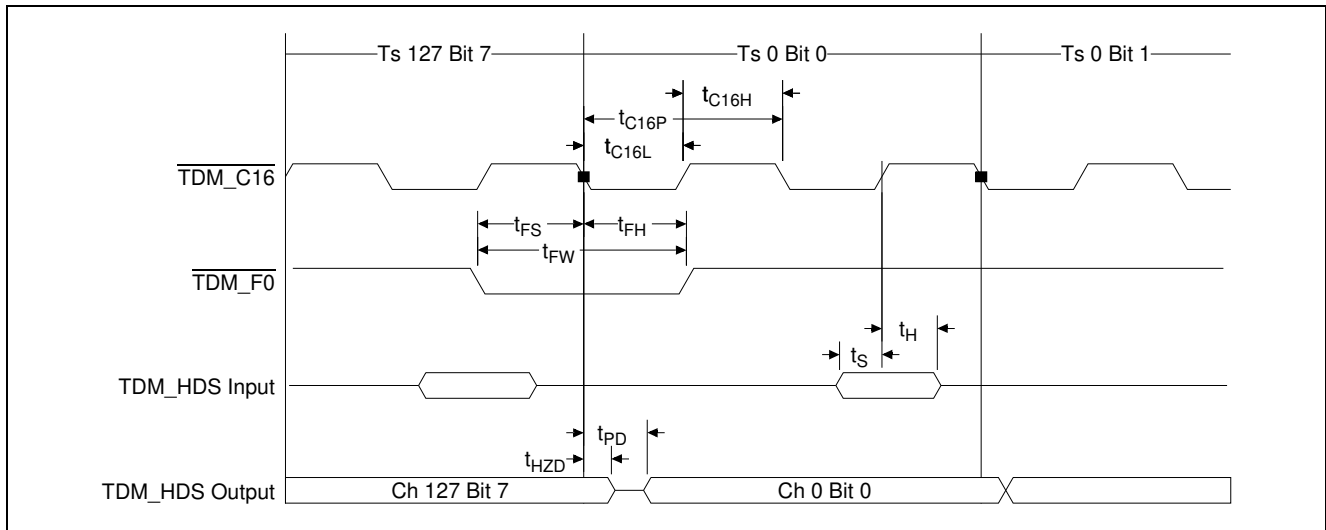 Ts 127 Bit 7
Ts 0 Bit 0
Ts 0 Bit 1
tC16H
tC16P
tC16L
TDM_C16
tFS
tFH
tFW
TDM_F0
tH
tS
TDM_HDS Input
tPD
tHZD
TDM_HDS Output
Ch 127 Bit 7
Ch 0 Bit 0